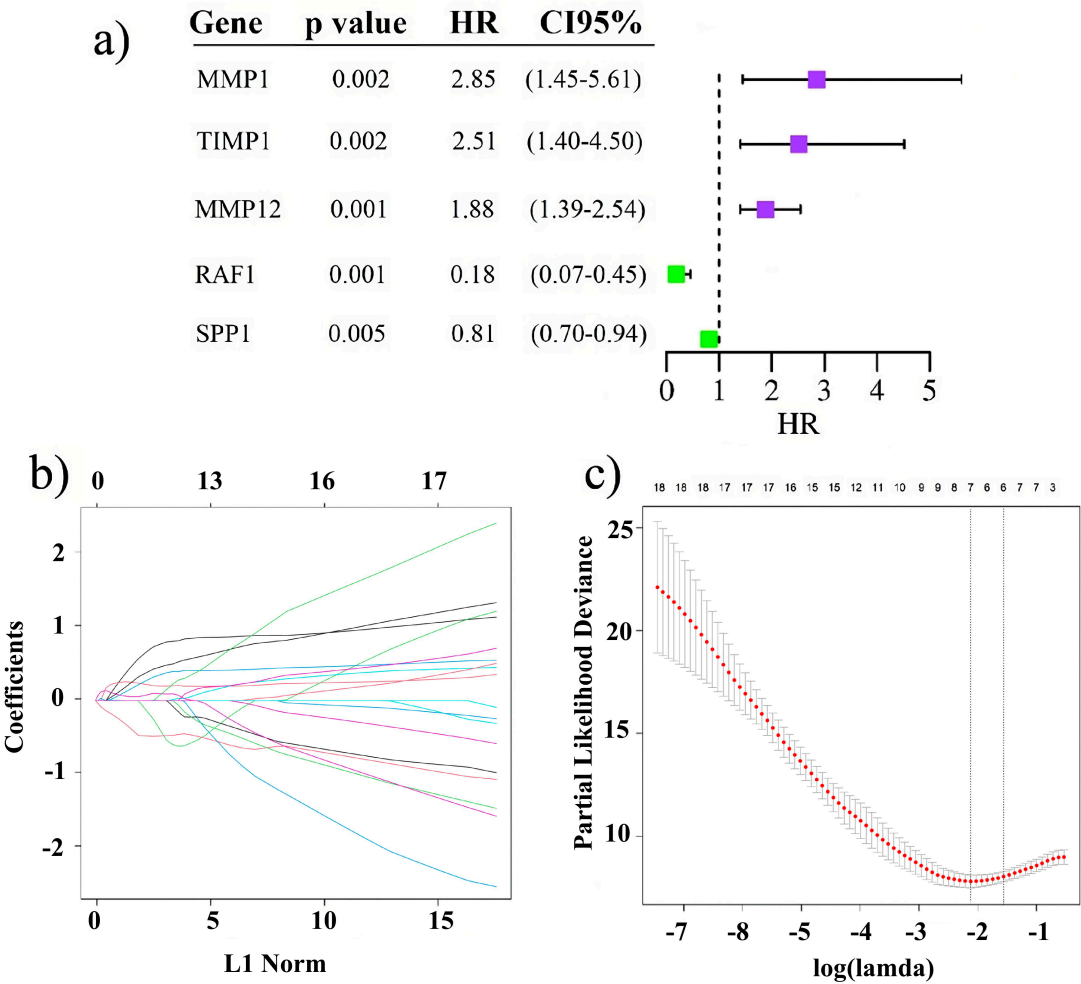 a)
Gene p value HR CI95%
MMP1 0.002 2.85 (1.45-5.61)
TIMP1 0.002 2.51 (1.40-4.50)
MMP12 0.001 1.88 (1.39-2.54)
RAF1 0.001 0.18 (0.07-0.45)
SPP1 0.005 0.81 (0.70-0.94)
0 1 2 3 4 5
HR
b)
0 13 16 17
2
1
0
-1
-2
Coefficients
0 5 10 15
L1 Norm
c)
18 18 18 17 17 17 16 15 15 12 11 10 9 9 8 7 6 6 7 7 3
25
20
15
10
Partial Likelihood Deviance
-7 -8 -5 -4 -3 -2 -1
log(lamda)